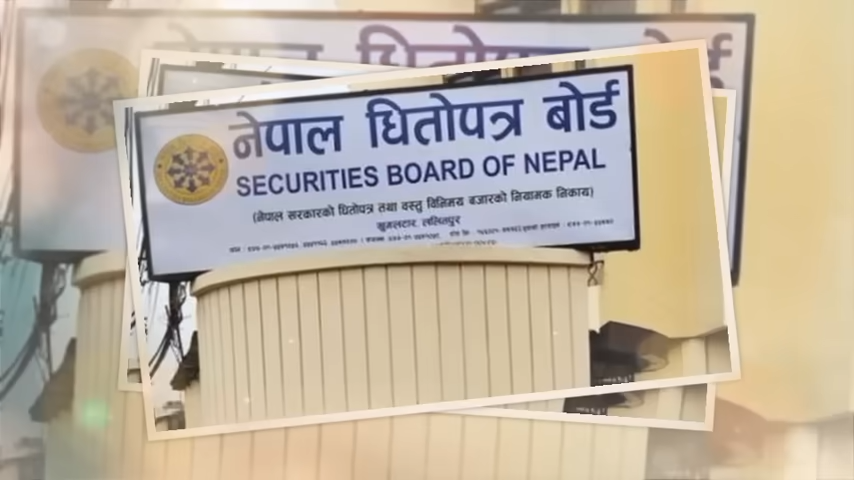 नेपाल धितोपत्र बोर्ड
SECURITIES BOARD OF NEPAL
(नेपाल सरकारको धितोपत्र तथा वस्तु विनिमय बजारको नियामक निकाय)
खुमलटार, ललितपुर